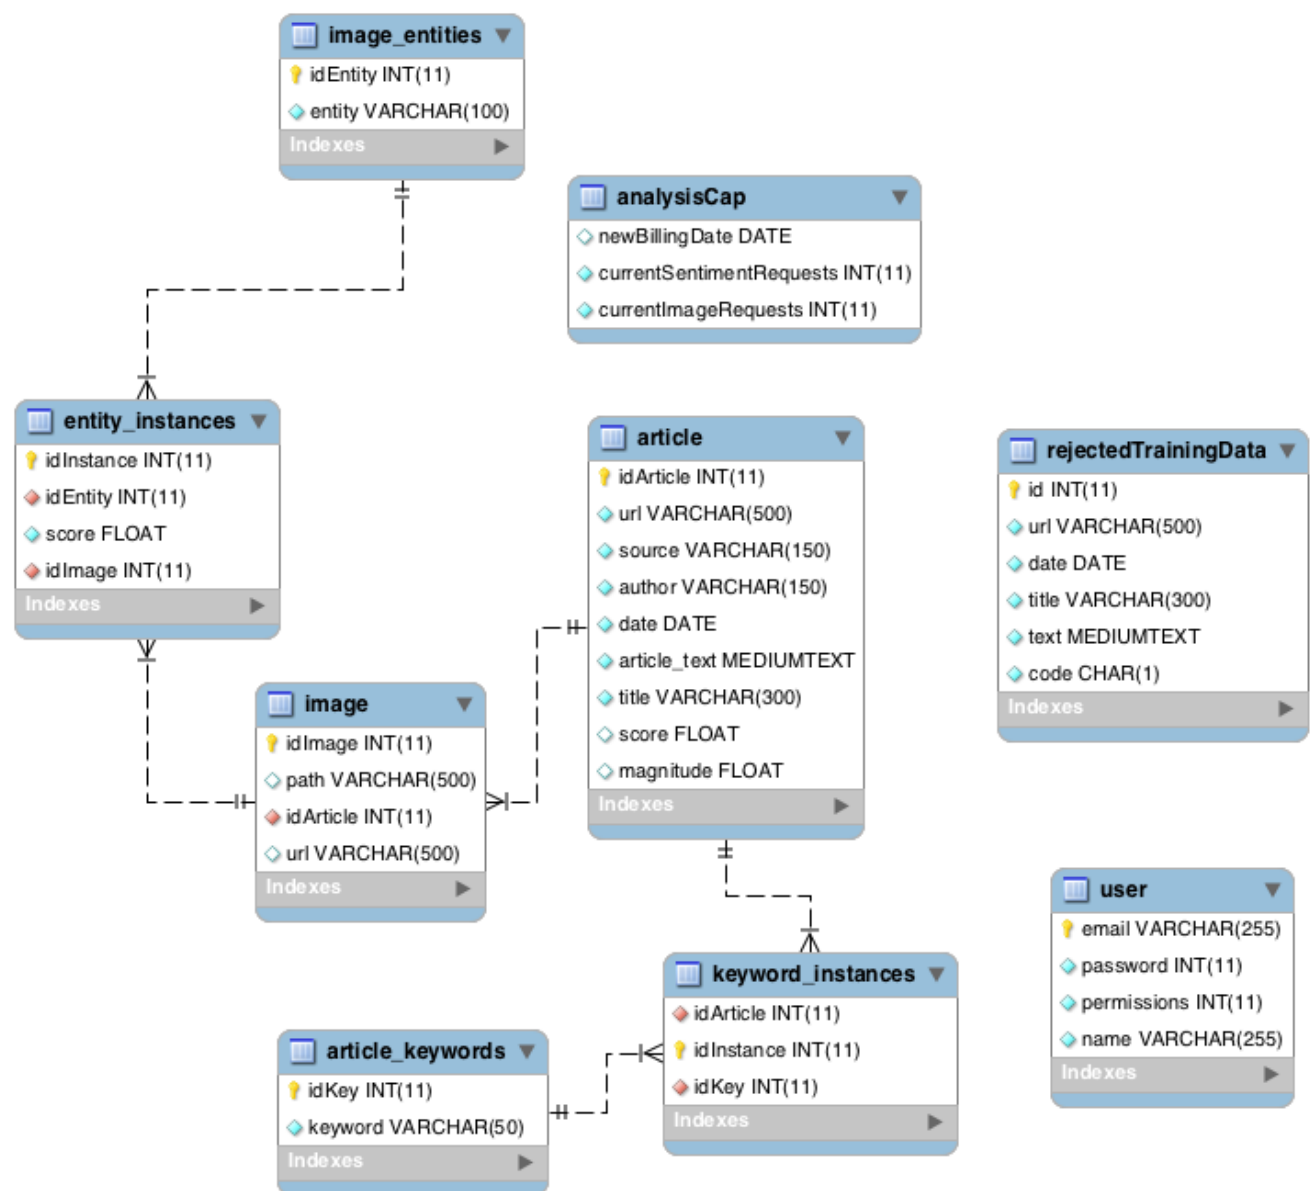 image_entities
idEntity INT(11)
entity VARCHAR(100)
Indexes
analysisCap
newBillingDate DATE
currentSentimentRequests INT(11)
currentImageRequests INT(11)
entity_instances
idInstance INT(11)
idEntity INT(11)
score FLOAT
idImage INT(11)
Indexes
article
idArticle INT(11)
url VARCHAR(500)
source VARCHAR(150)
author VARCHAR(150)
date DATE
article_text MEDIUMTEXT
title VARCHAR(300)
score FLOAT
magnitude FLOAT
Indexes
rejectedTrainingData
id INT(11)
url VARCHAR(500)
date DATE
title VARCHAR(300)
text MEDIUMTEXT
code CHAR(1)
Indexes
image
idImage INT(11)
path VARCHAR(500)
idArticle INT(11)
url VARCHAR(500)
Indexes
user
email VARCHAR(255)
password INT(11)
permissions INT(11)
name VARCHAR(255)
Indexes
keyword_instances
idArticle INT(11)
idInstance INT(11)
idKey INT(11)
Indexes
article_keywords
idKey INT(11)
keyword VARCHAR(50)
Indexes